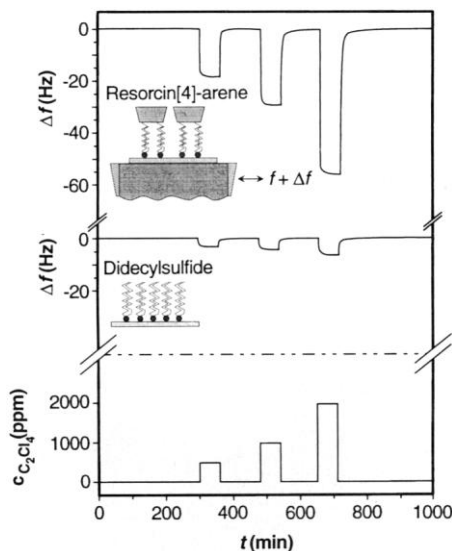 0
-20
-40
-60
Δf (Hz)
Resorcin[4]-arene
f + Δf
0
-20
Δf (Hz)
Didecylsulfide
2000
1000
0
cC₂Cl₄ (ppm)
0 200 400 600 800 1000
t (min)